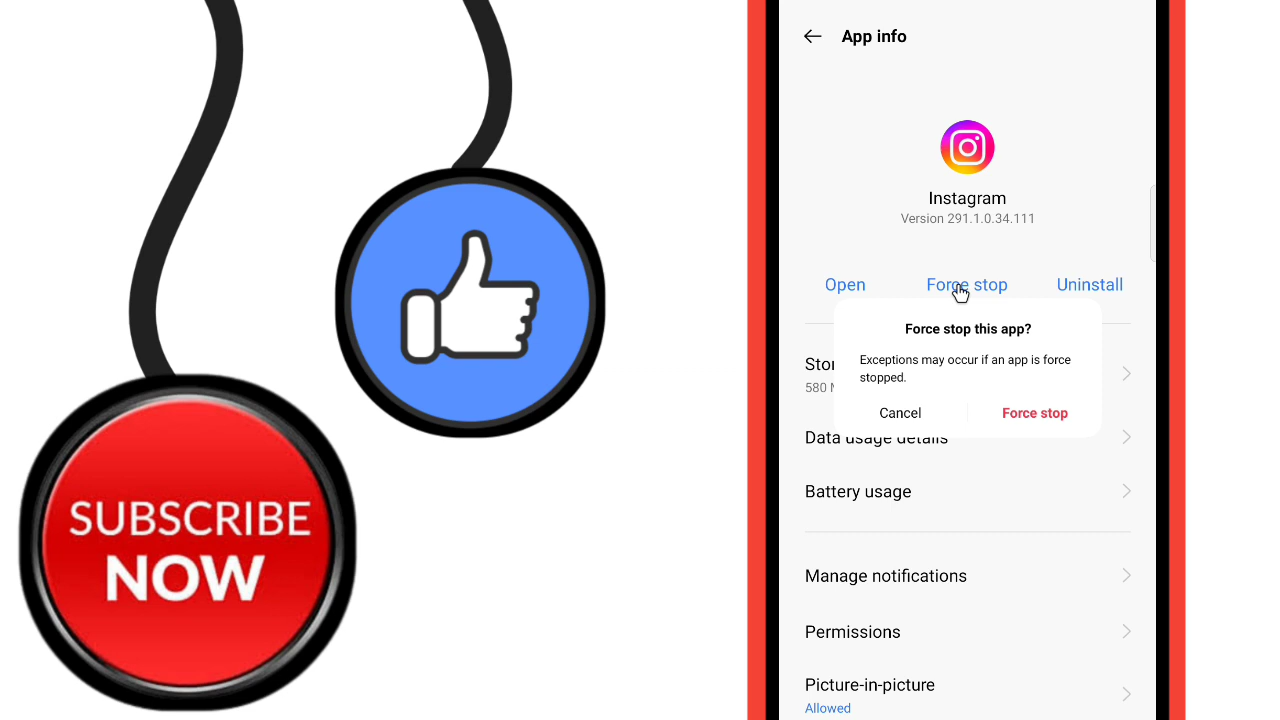 SUBSCRIBE
NOW
App info
Instagram
Version 291.1.0.34.111
Open
Force stop
Uninstall
Force stop this app?
Exceptions may occur if an app is force
stopped.
Cancel
Force stop
580
Data usage details
Battery usage
Manage notifications
Permissions
Picture-in-picture
Allowed